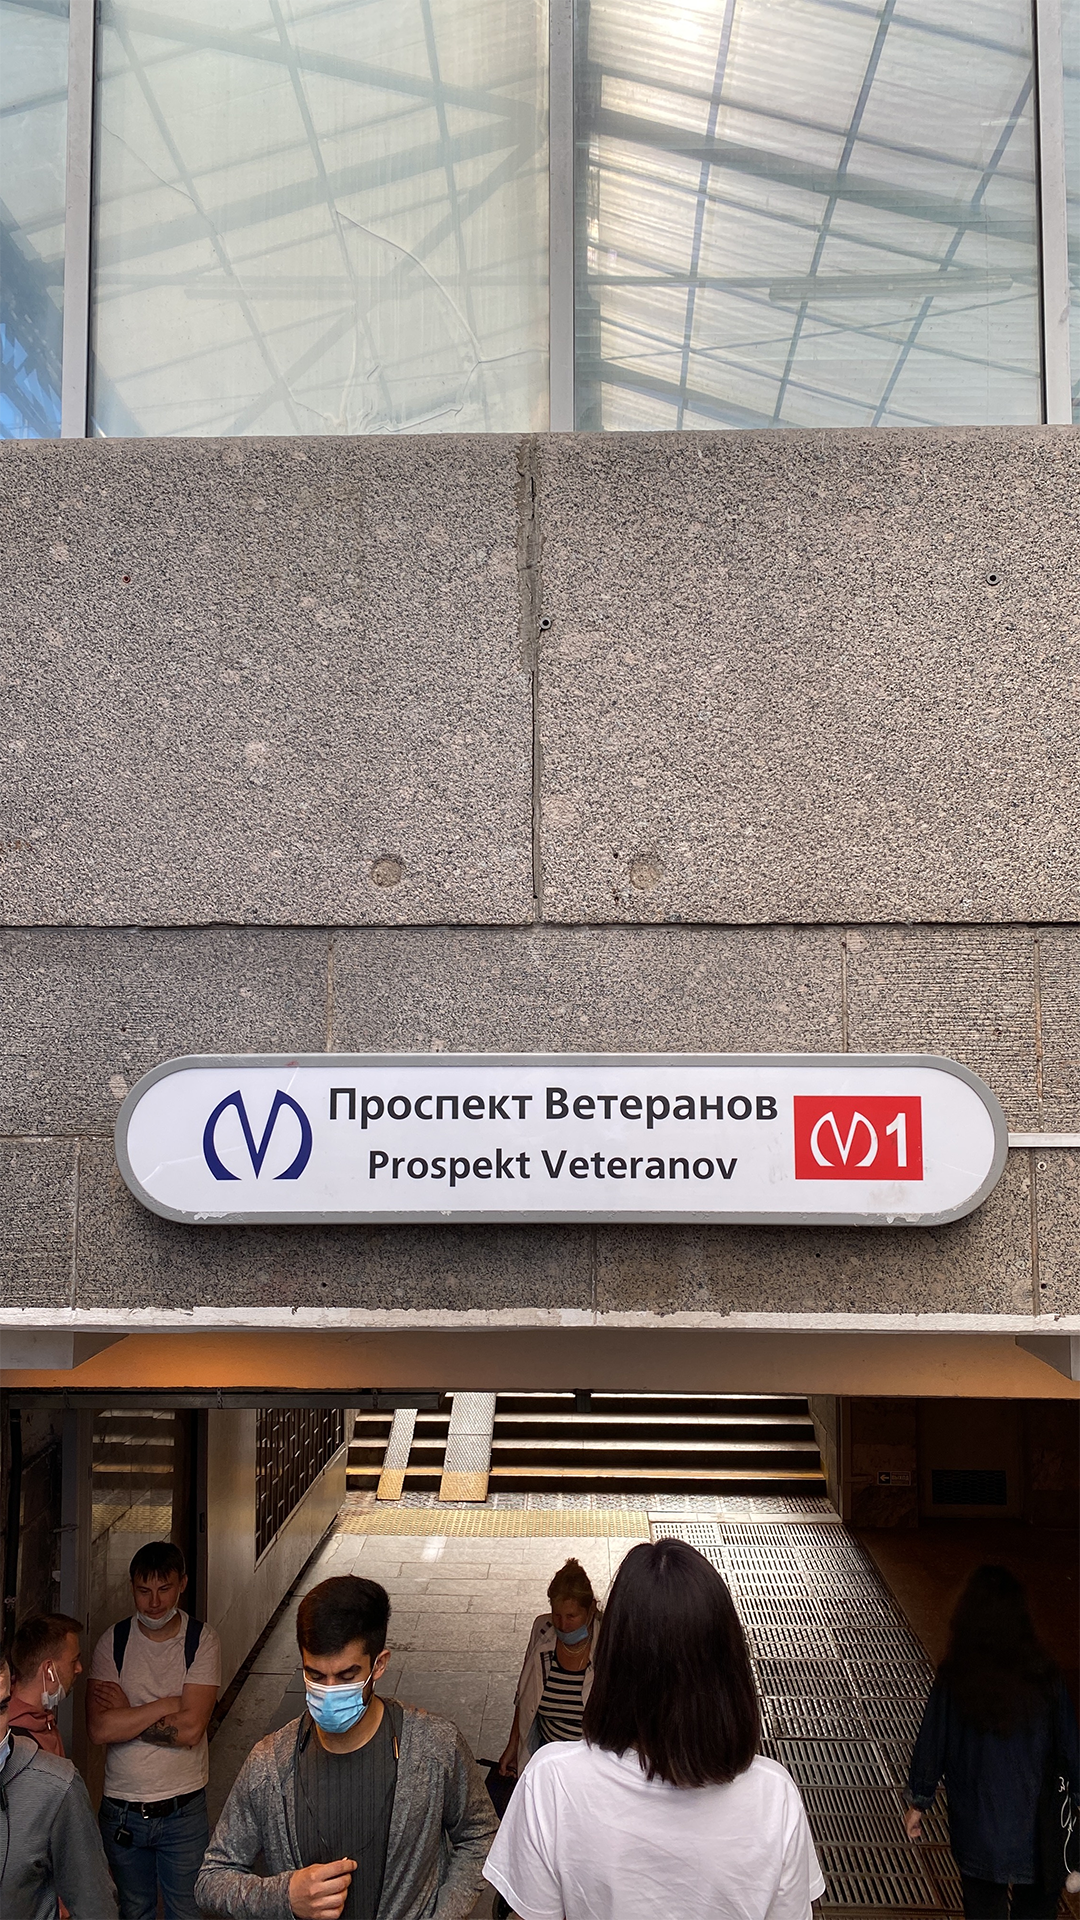 Проспект Ветеранов
Prospekt Veteranov
1